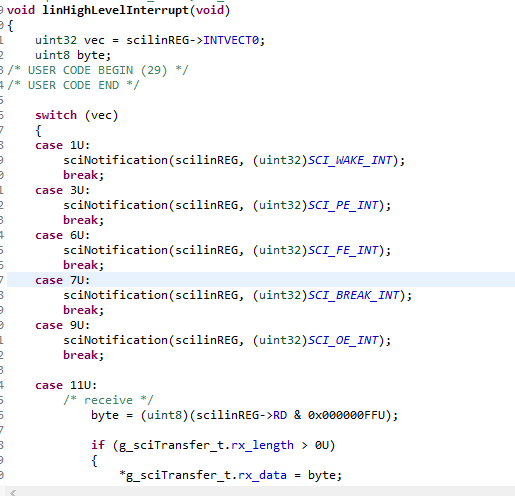 void linHighLevelInterrupt(void)
{
    uint32 vec = scilinREG->INTVECT0;
    uint8 byte;
/* USER CODE BEGIN (29) */
/* USER CODE END */

    switch (vec)
    {
    case 1U:
        sciNotification(scilinREG, (uint32)SCI_WAKE_INT);
        break;
    case 3U:
        sciNotification(scilinREG, (uint32)SCI_PE_INT);
        break;
    case 6U:
        sciNotification(scilinREG, (uint32)SCI_FE_INT);
        break;
    case 7U:
        sciNotification(scilinREG, (uint32)SCI_BREAK_INT);
        break;
    case 9U:
        sciNotification(scilinREG, (uint32)SCI_OE_INT);
        break;

    case 11U:
        /* receive */
            byte = (uint8)(scilinREG->RD & 0x000000FFU);

            if (g_sciTransfer_t.rx_length > 0U)
            {
                *g_sciTransfer_t.rx_data = byte;